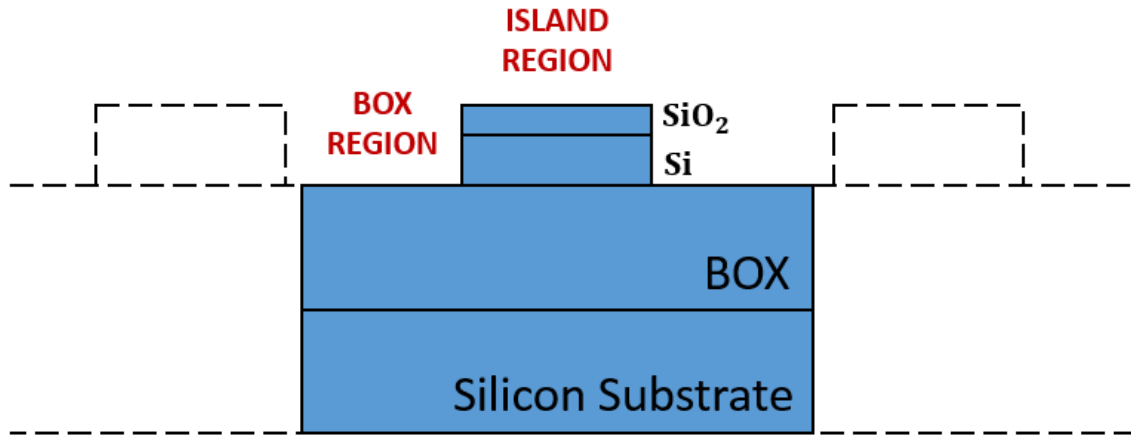 ISLAND
REGION
BOX
REGION
SiO₂
Si
BOX
Silicon Substrate